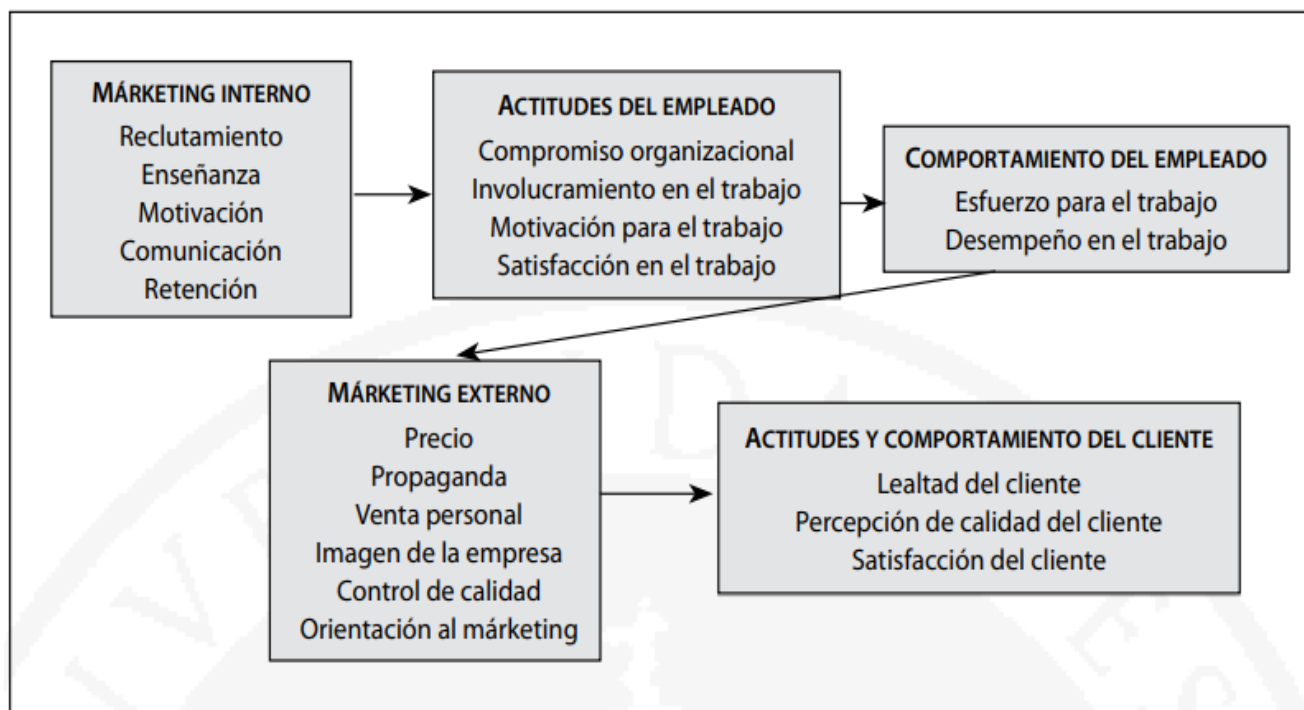 MÁRKETING INTERNO
Reclutamiento
Enseñanza
Motivación
Comunicación
Retención
ACTITUDES DEL EMPLEADO
Compromiso organizacional
Involucramiento en el trabajo
Motivación para el trabajo
Satisfacción en el trabajo
COMPORTAMIENTO DEL EMPLEADO
Esfuerzo para el trabajo
Desempeño en el trabajo
MÁRKETING EXTERNO
Precio
Propaganda
Venta personal
Imagen de la empresa
Control de calidad
Orientación al márketing
ACTITUDES Y COMPORTAMIENTO DEL CLIENTE
Lealtad del cliente
Percepción de calidad del cliente
Satisfacción del cliente